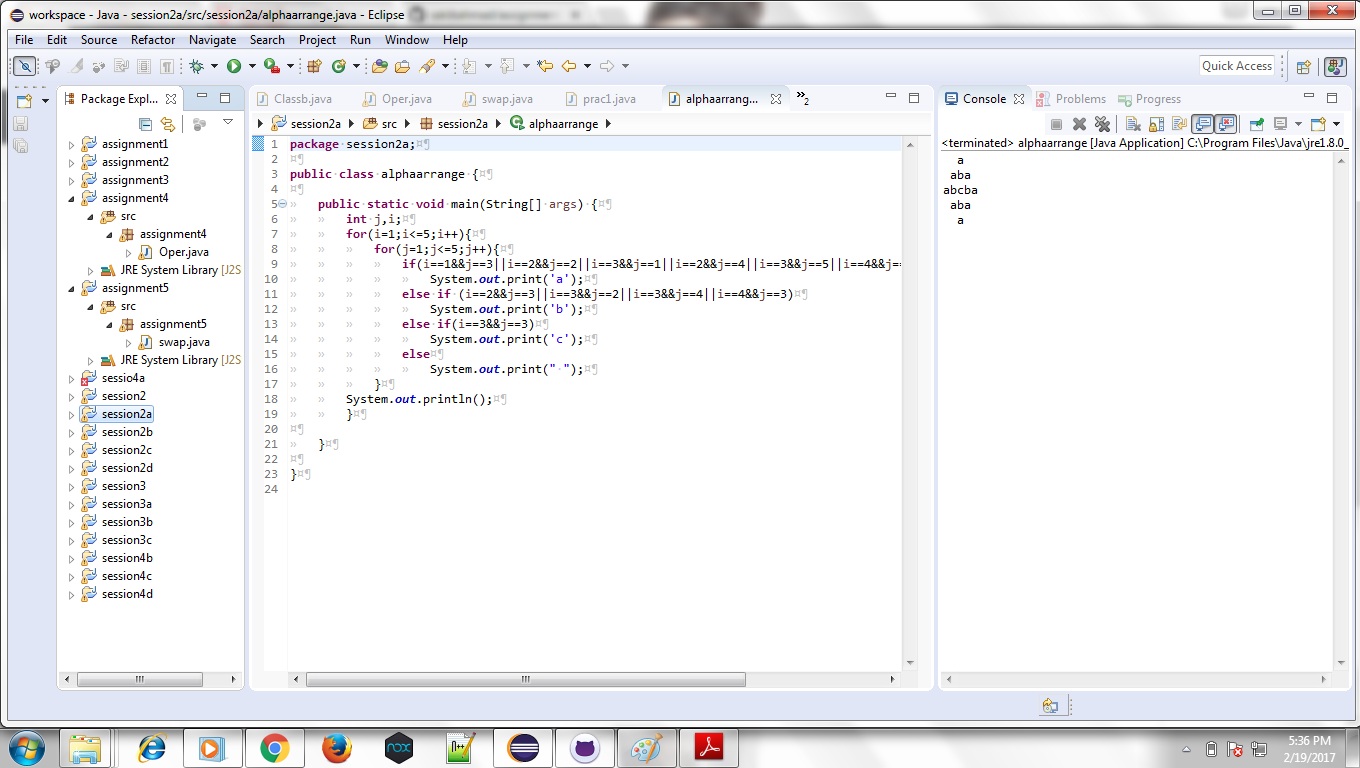 workspace - Java - session2a/src/session2a/alphaarrange.java - Eclipse
File Edit Source Refactor Navigate Search Project Run Window Help
Quick Access
Package Expl...
assignment1
assignment2
assignment3
assignment4
src
assignment4
Oper.java
JRE System Library [J2S
assignment5
src
assignment5
swap.java
JRE System Library [J2S
sessio4a
session2
session2a
session2b
session2c
session2d
session3
session3a
session3b
session3c
session4b
session4c
session4d
Classb.java Oper.java swap.java prac1.java alphaarrang... »2
session2a src session2a alphaarrange
1 package session2a;
2
3 public class alphaarrange {
4
5 public static void main(String[] args) {
6 int j,i;
7 for(i=1;i<=5;i++){
8 for(j=1;j<=5;j++){
9 if(i==1&&j==3||i==2&&j==2||i==3&&j==1||i==2&&j==4||i==3&&j==5||i==4&&j==
10 System.out.print('a');
11 else if (i==2&&j==3||i==3&&j==2||i==3&&j==4||i==4&&j==3)
12 System.out.print('b');
13 else if(i==3&&j==3)
14 System.out.print('c');
15 else
16 System.out.print(" ");
17 }
18 System.out.println();
19 }
20
21 }
22
23 }
24
Console Problems Progress
<terminated> alphaarrange [Java Application] C:\Program Files\Java\jre1.8.0_
a
aba
abcba
aba
a
nox
5:36 PM
2/19/2017